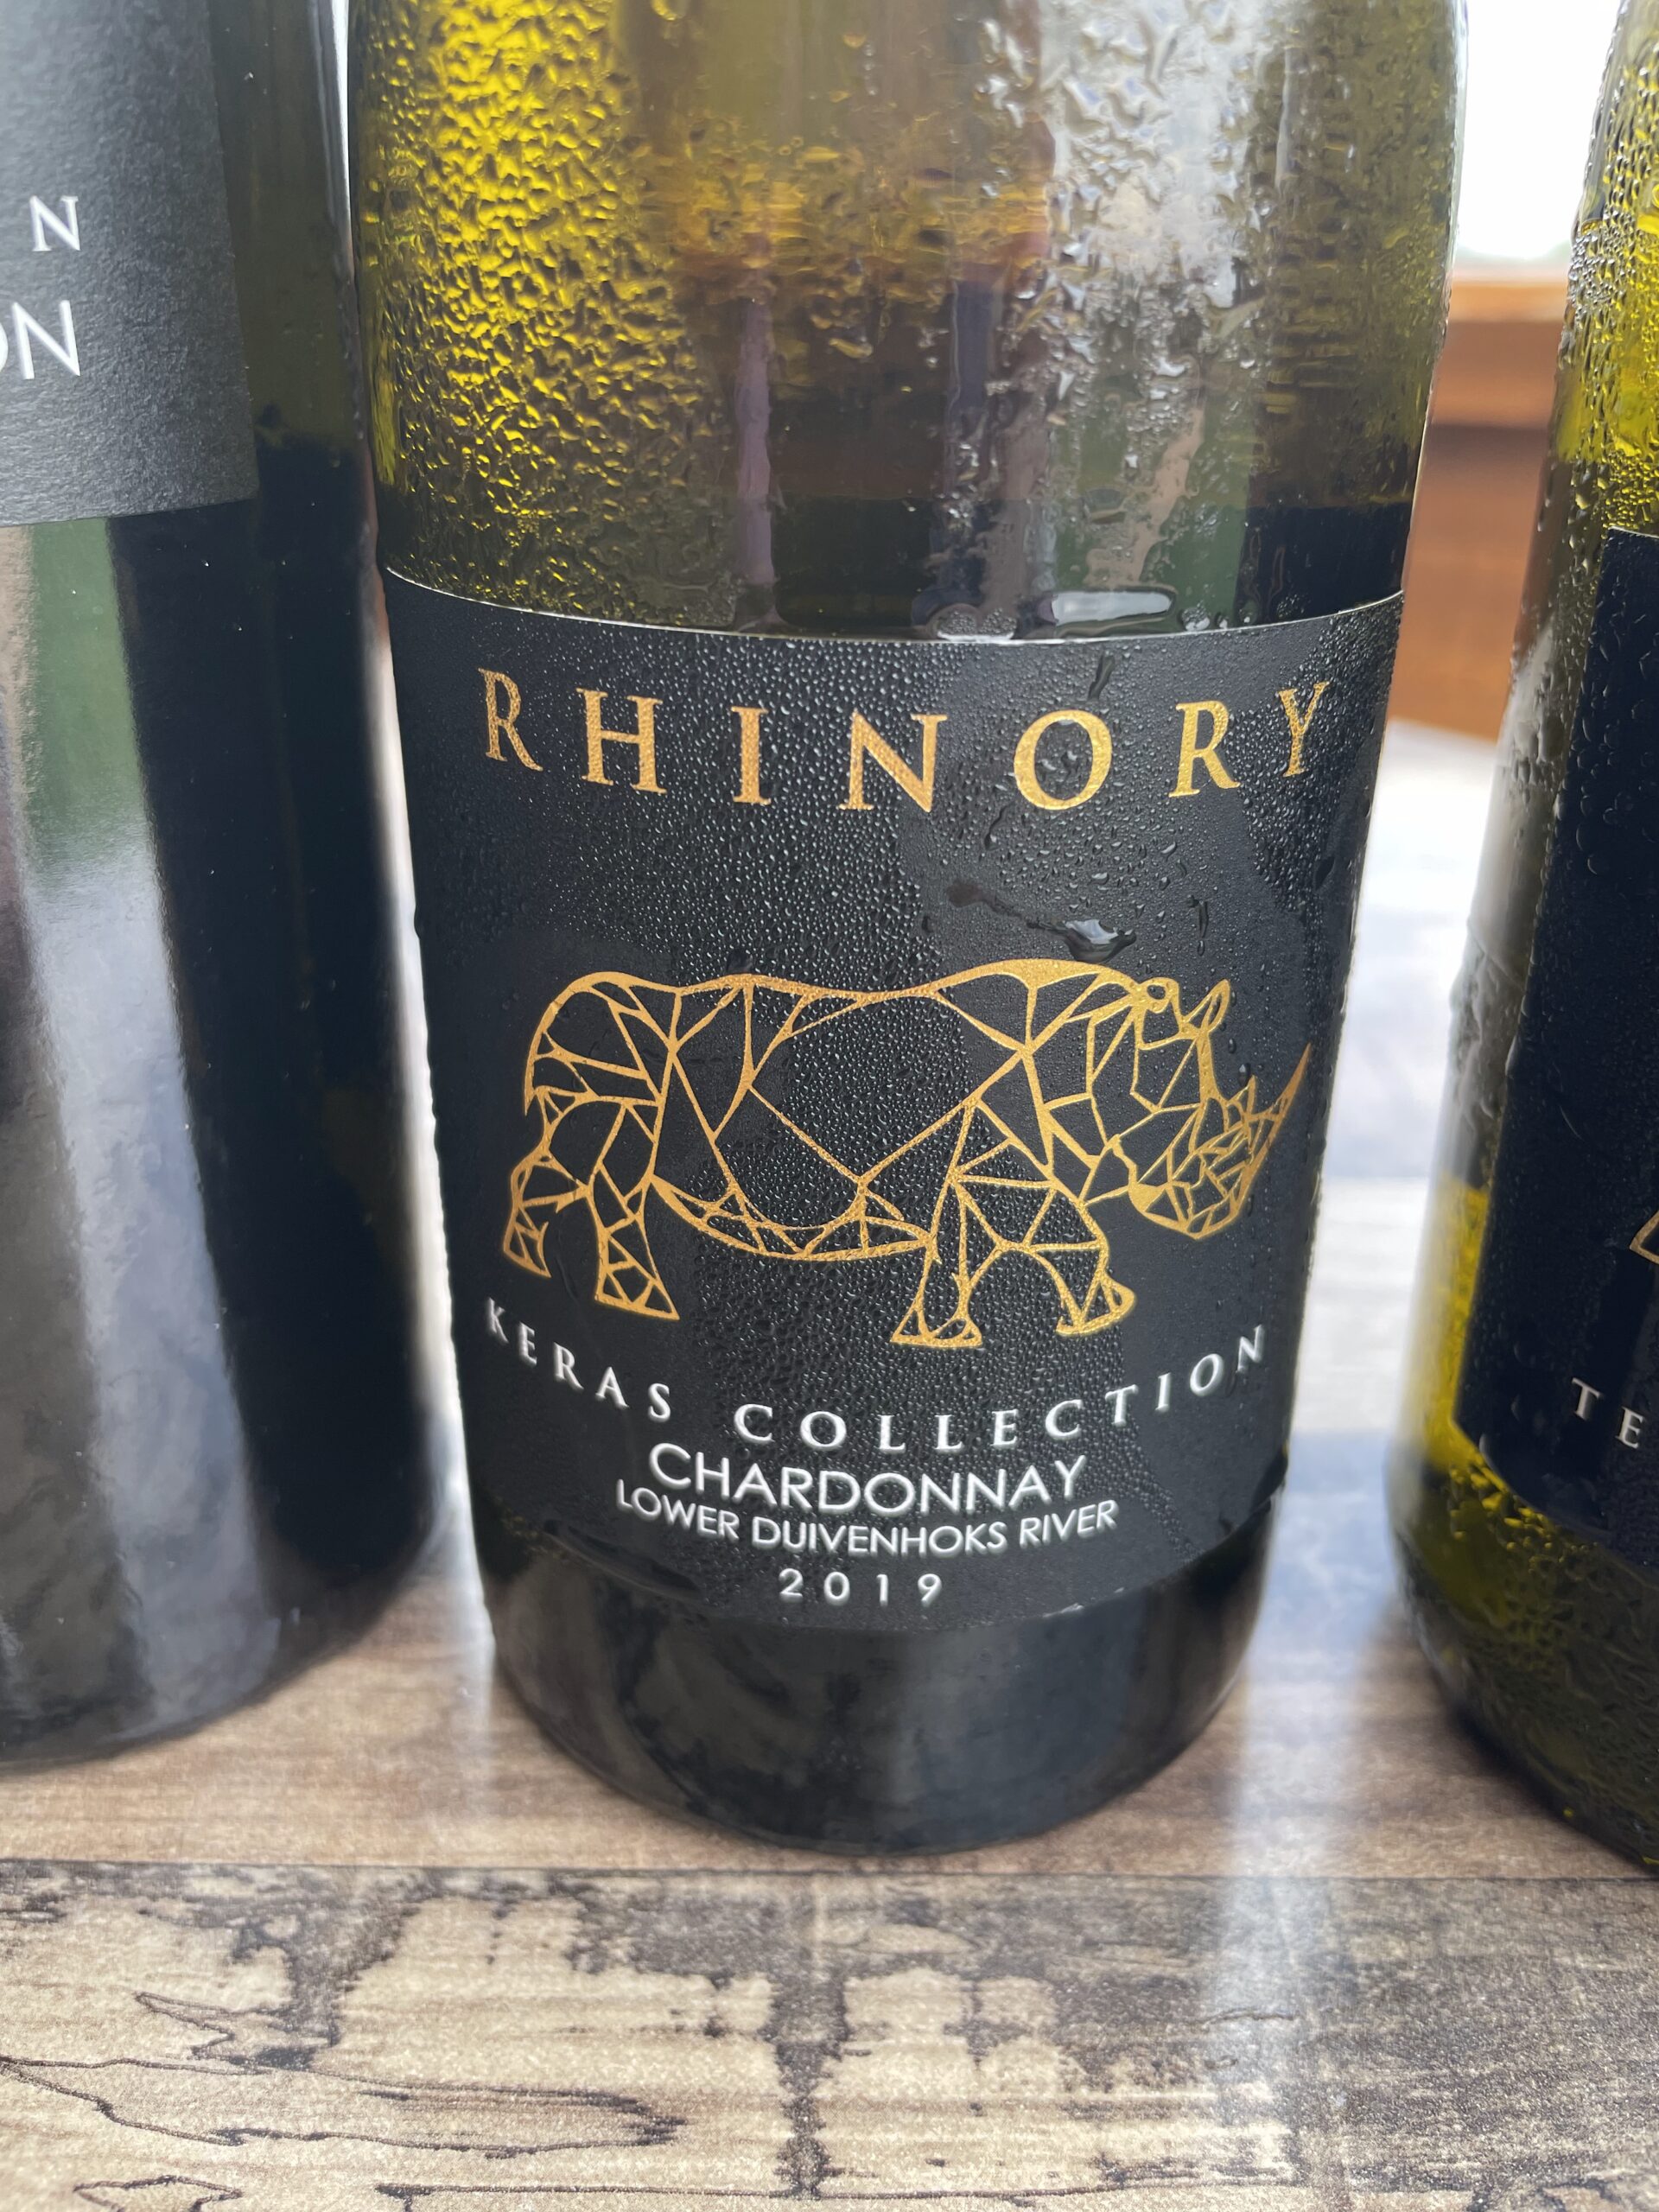 N
RHINORY
KERAS COLLECTION
CHARDONNAY
LOWER DUIVENHOKS RIVER
2019